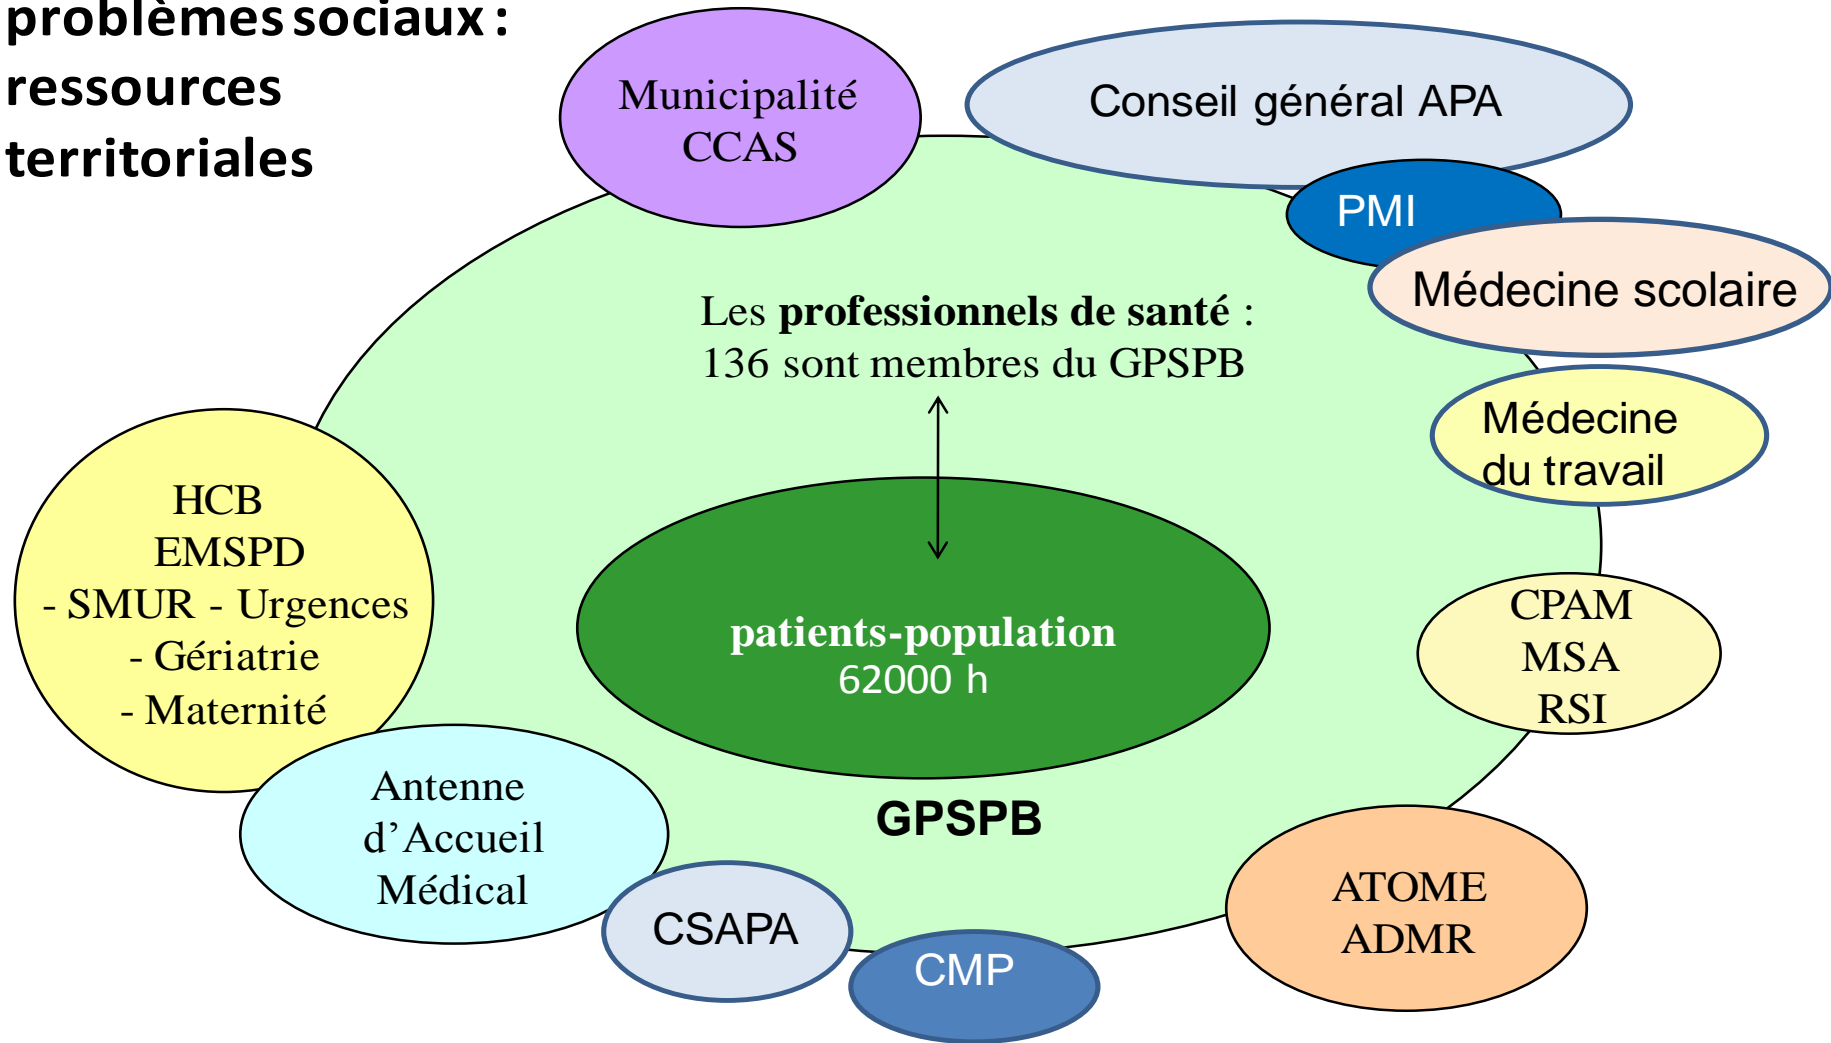 problèmes sociaux :
ressources
territoriales
Municipalité
CCAS
Conseil général APA
PMI
Médecine scolaire
Médecine
du travail
Les professionnels de santé :
136 sont membres du GPSPB
HCB
EMSPD
- SMUR - Urgences
- Gériatrie
- Maternité
patients-population
62000 h
CPAM
MSA
RSI
Antenne
d’Accueil
Médical
GPSPB
CSAPA
CMP
ATOME
ADMR